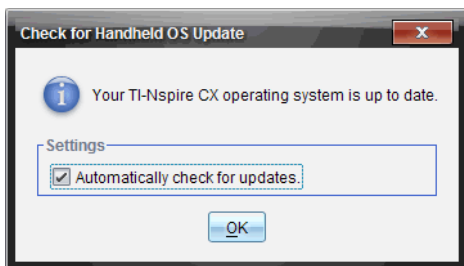 Check for Handheld OS Update
Your TI-Nspire CX operating system is up to date.
Settings
Automatically check for updates.
OK